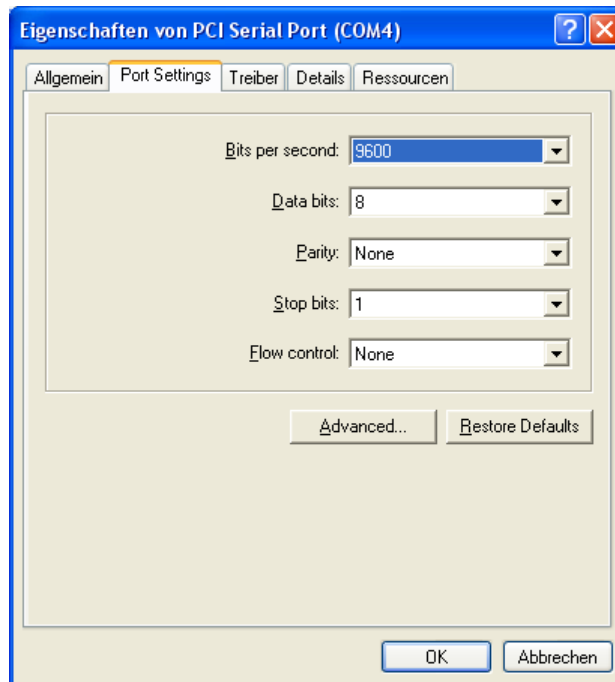 Eigenschaften von PCI Serial Port (COM4)
Allgemein Port Settings Treiber Details Ressourcen
Bits per second: 9600
Data bits: 8
Parity: None
Stop bits: 1
Flow control: None
Advanced... Restore Defaults
OK Abbrechen